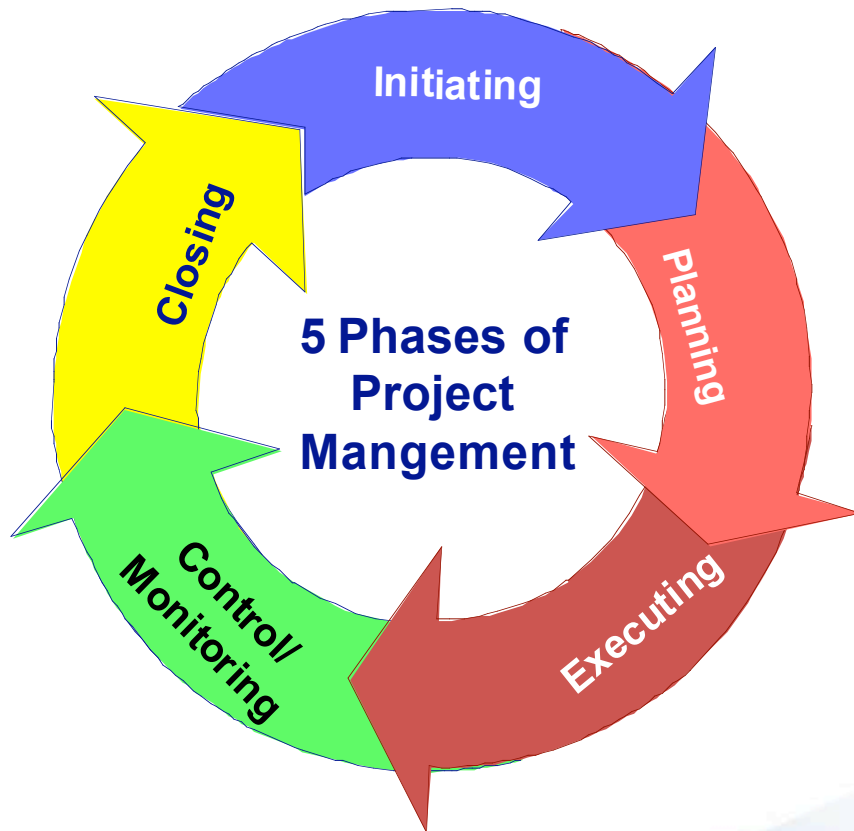 Initiating
Planning
Executing
Control/
Monitoring
Closing
5 Phases of
Project
Mangement